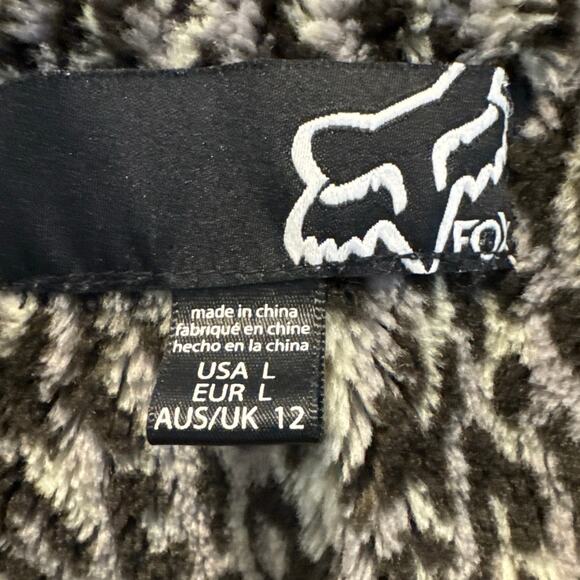 FOX
made in china
fabriqué en chine
hecho en la china
USA L
EUR L
AUS/UK 12